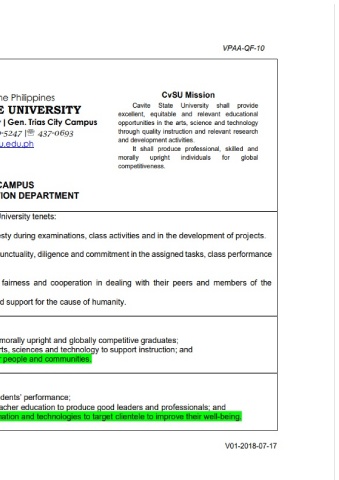 VPAA-QF-10
he Philippines
E UNIVERSITY
| Gen. Trias City Campus
-5247 |☏ 437-0693
u.edu.ph
CvSU Mission
Cavite State University shall provide
excellent, equitable and relevant educational
opportunities in the arts, science and technology
through quality instruction and relevant research
and development activities.
It shall produce professional, skilled and
morally upright individuals for global
competitiveness.
CAMPUS
TION DEPARTMENT
University tenets:
esty during examinations, class activities and in the development of projects.
unctuality, diligence and commitment in the assigned tasks, class performance
fairness and cooperation in dealing with their peers and members of the
d support for the cause of humanity.
morally upright and globally competitive graduates;
rts, sciences and technology to support instruction; and
people and communities.
dents' performance;
acher education to produce good leaders and professionals; and
mation and technologies to target clientele to improve their well-being.
V01-2018-07-17